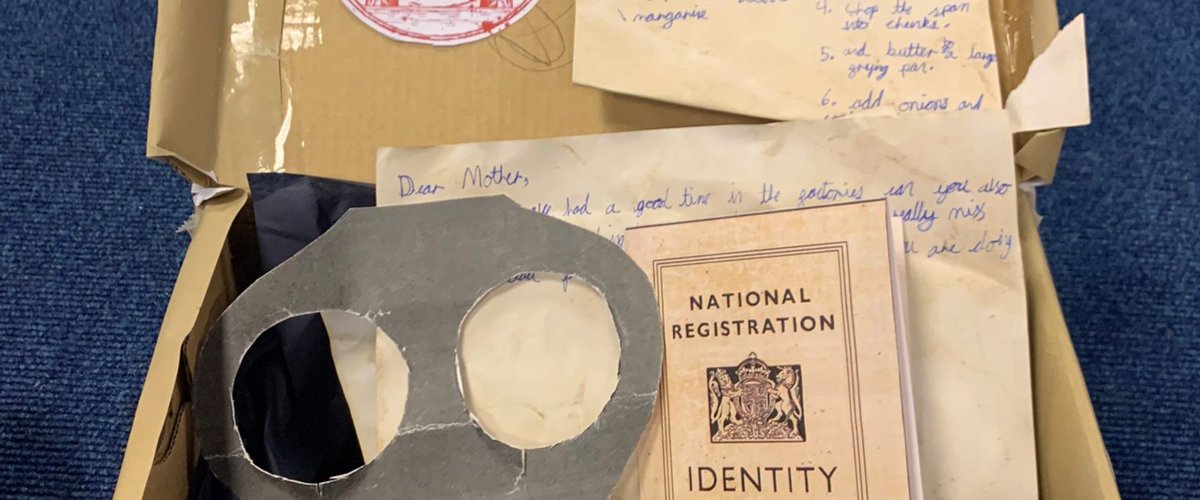 margarine
4. Chop the spam
into chunks.
5. and butter a large
frying pan.
6. add onions and
Dear Mother,
had a good time in the factories can you also
really miss
are doing
NATIONAL
REGISTRATION
IDENTITY